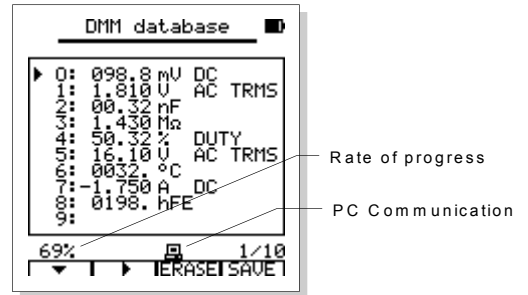 DMM database
0: 098.8 mV DC
1: 1.810 V AC TRMS
2: 00.32 nF
3: 1.430 MΩ
4: 50.32 % DUTY
5: 16.10 V AC TRMS
6: 0032. °C
7:-1.750 A DC
8: 0198. hFE
9:
Rate of progress
PC Communication
69% 1/10
ERASE SAVE